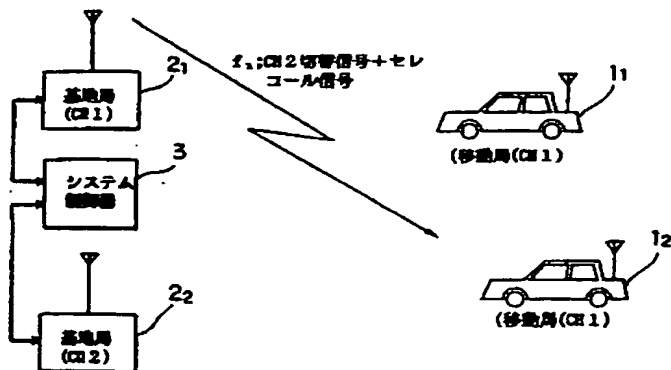 2₁
基地局
(CH1)
f₁;CH2切替信号+セレ
コール信号
1₁
(移動局(CH1)
3
システム
制御器
1₂
(移動局(CH1)
2₂
基地局
(CH2)